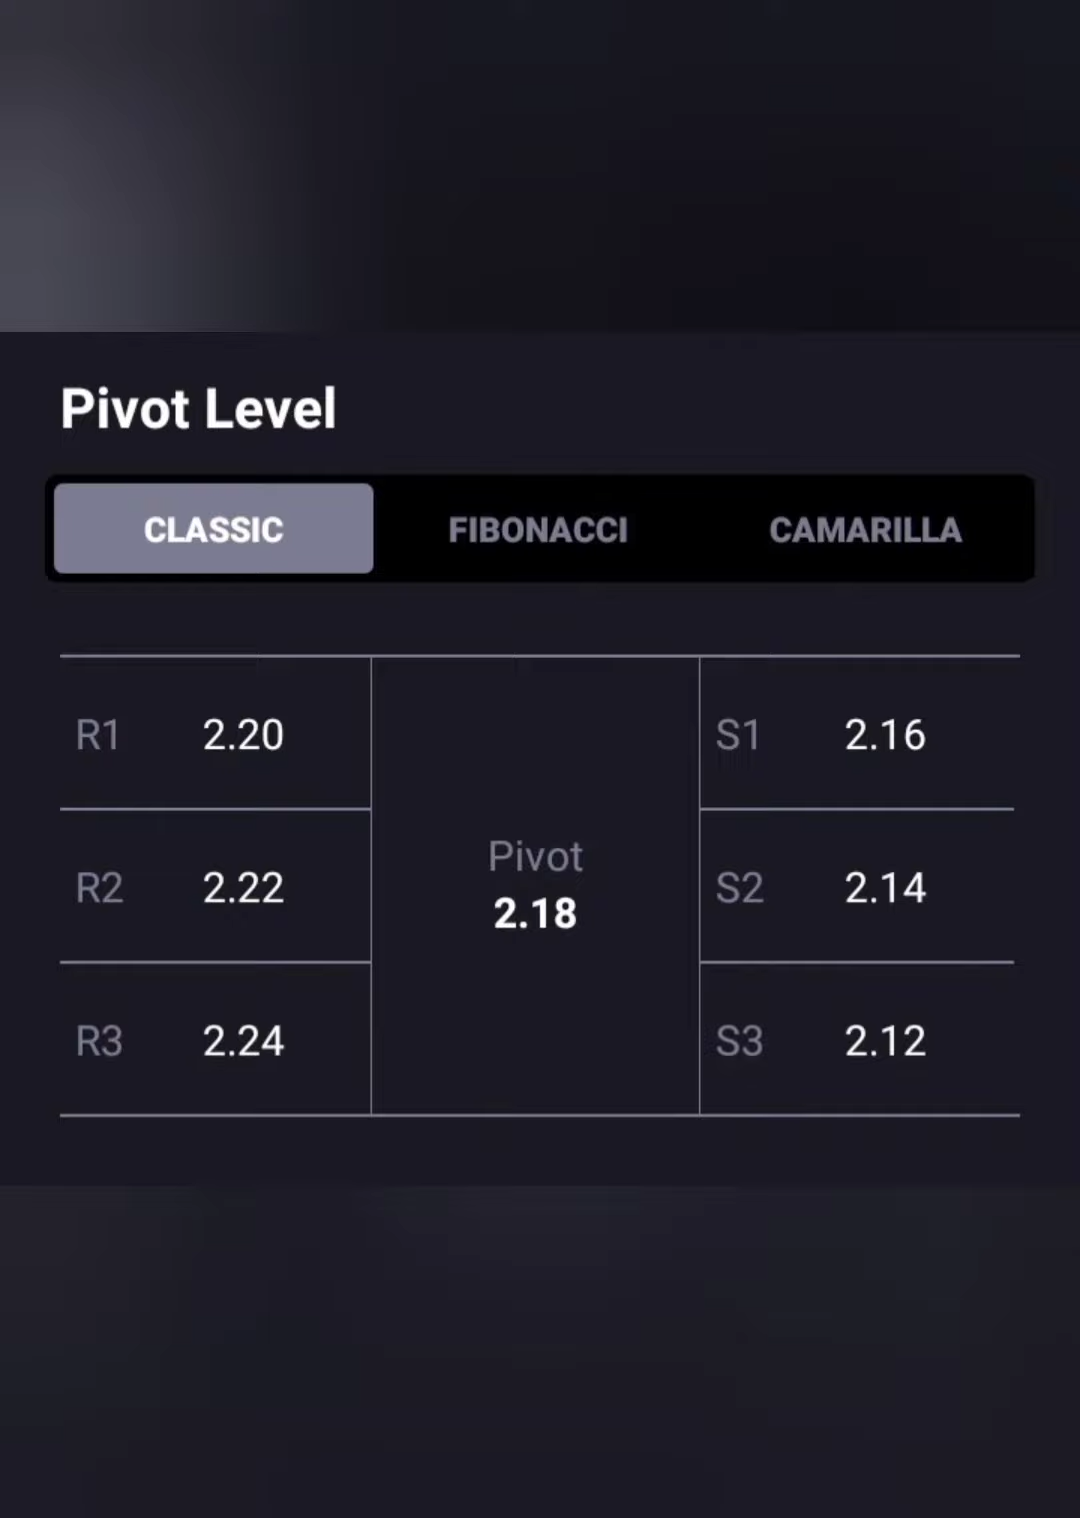 Pivot Level
CLASSIC FIBONACCI CAMARILLA
R1 2.20 S1 2.16
Pivot
R2 2.22 2.18 S2 2.14
R3 2.24 S3 2.12